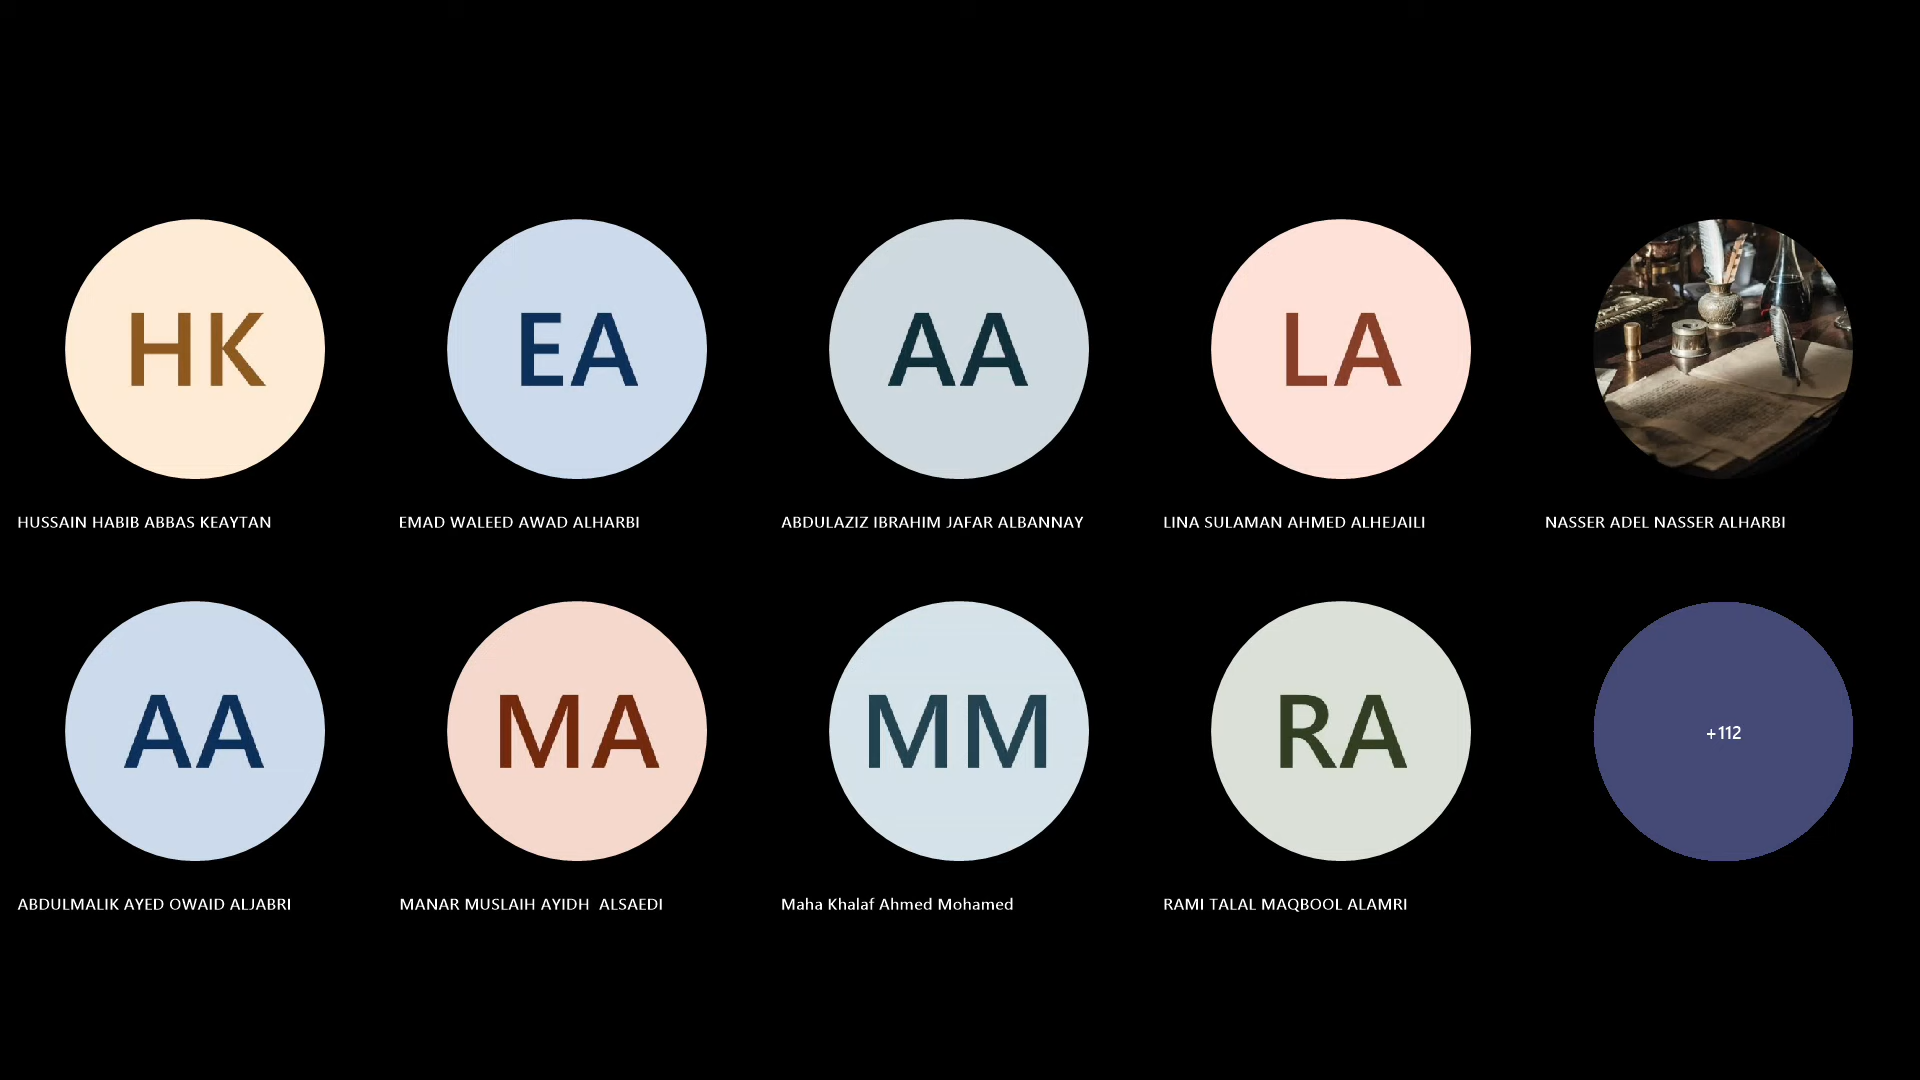 HK
EA
AA
LA
HUSSAIN HABIB ABBAS KEAYTAN
EMAD WALEED AWAD ALHARBI
ABDULAZIZ IBRAHIM JAFAR ALBANNAY
LINA SULAMAN AHMED ALHEJAILI
NASSER ADEL NASSER ALHARBI
AA
MA
MM
RA
+112
ABDULMALIK AYED OWAID ALJABRI
MANAR MUSLAIH AYIDH  ALSAEDI
Maha Khalaf Ahmed Mohamed
RAMI TALAL MAQBOOL ALAMRI